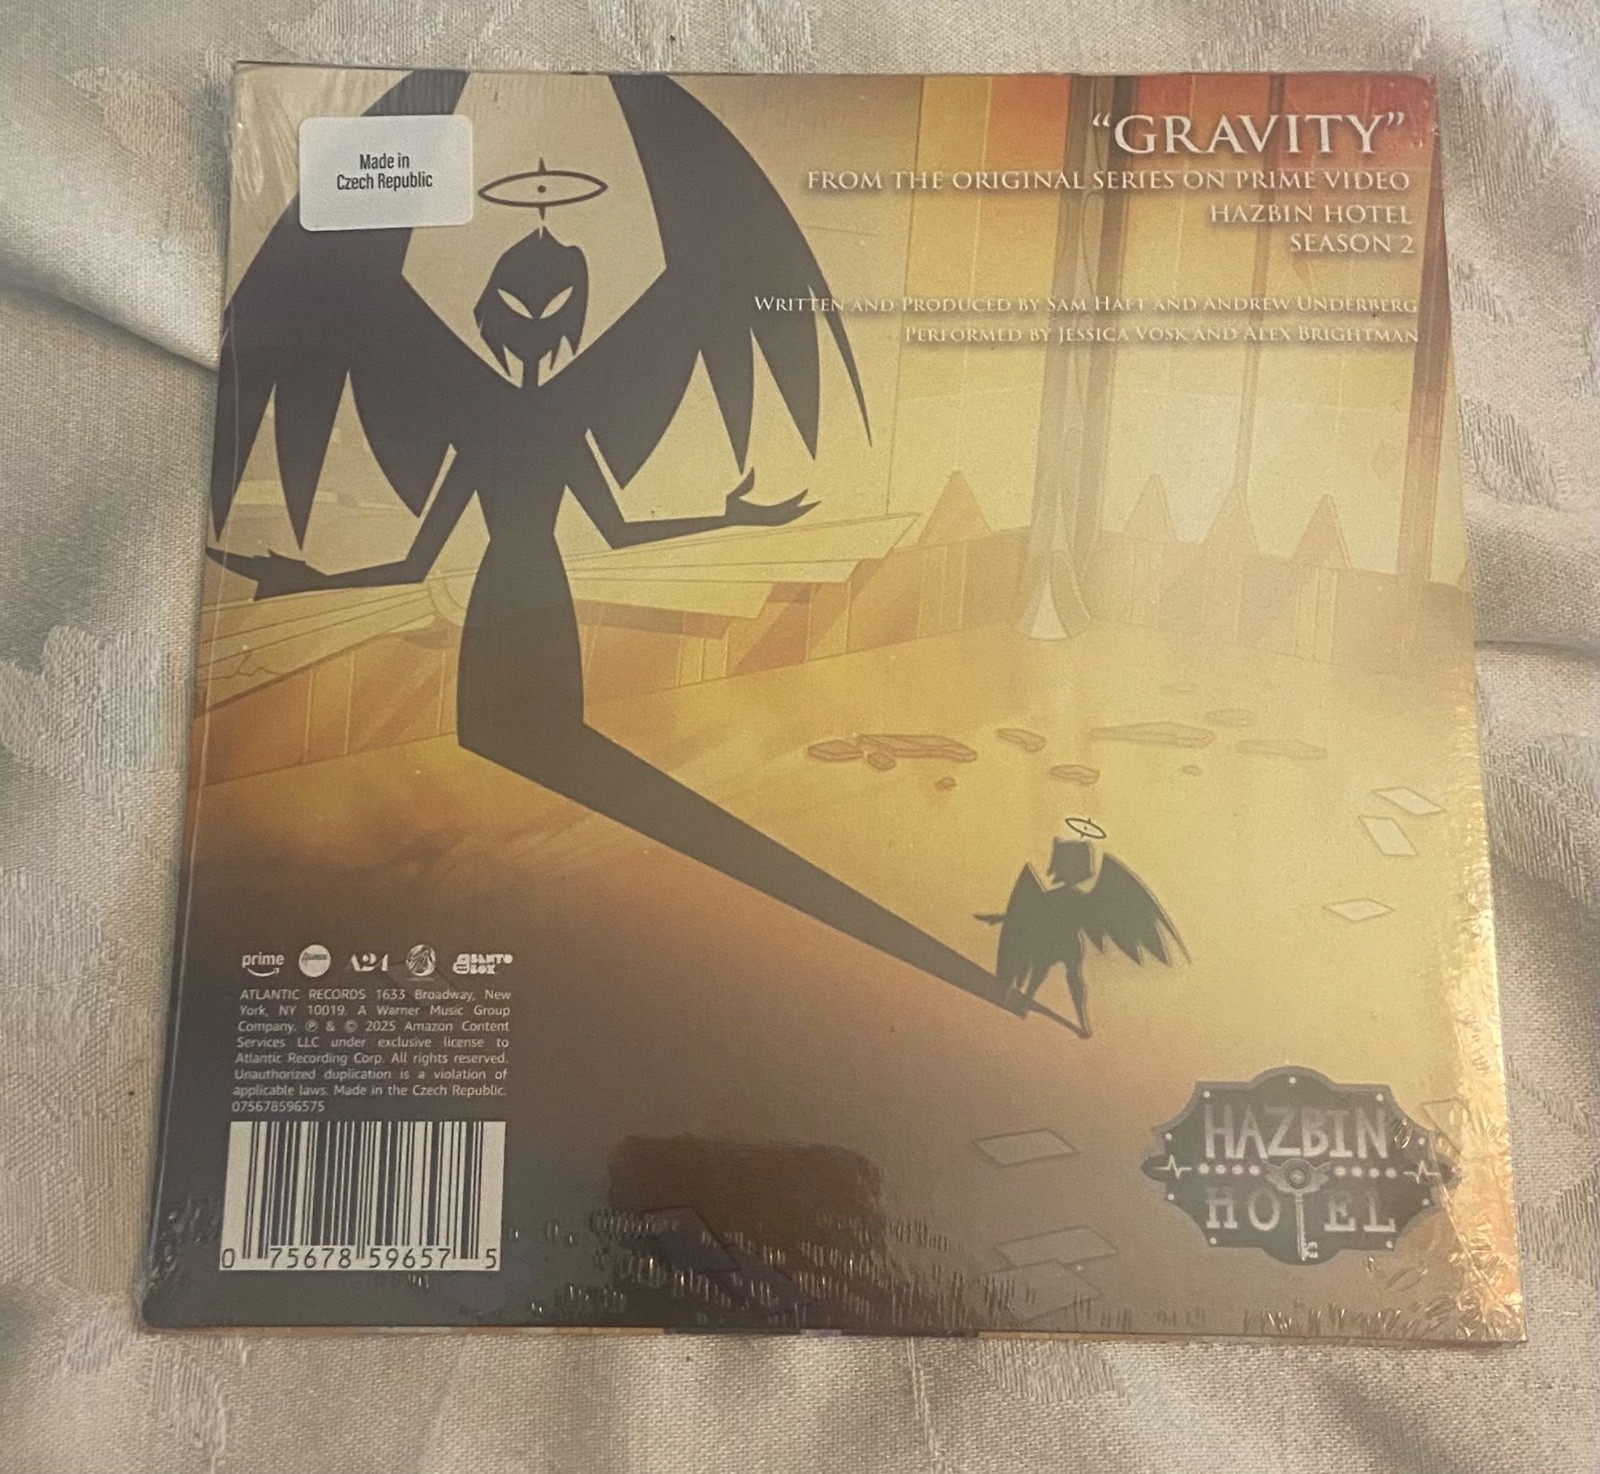 Made in
Czech Republic
“GRAVITY”
FROM THE ORIGINAL SERIES ON PRIME VIDEO
HAZBIN HOTEL
SEASON 2
WRITTEN AND PRODUCED BY SAM HAFT AND ANDREW UNDERBERG
PERFORMED BY JESSICA VOSK AND ALEX BRIGHTMAN
prime A24 BENTO
BOX
ATLANTIC RECORDS 1633 Broadway, New
York, NY 10019. A Warner Music Group
Company. ℗ & © 2025 Amazon Content
Services LLC under exclusive license to
Atlantic Recording Corp. All rights reserved.
Unauthorized duplication is a violation of
applicable laws. Made in the Czech Republic.
075678596575
0 75678 59657 5
HAZBIN
HOTEL